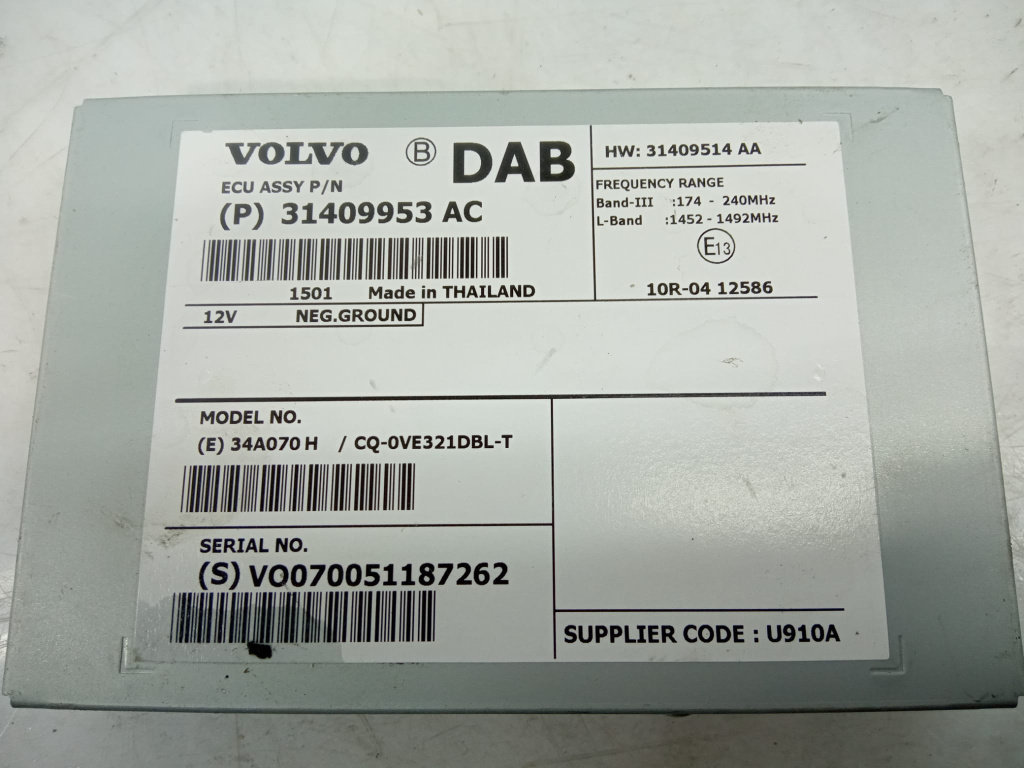 VOLVO B DAB
ECU ASSY P/N
(P) 31409953 AC
1501 Made in THAILAND
12V NEG.GROUND
HW: 31409514 AA
FREQUENCY RANGE
Band-III :174 - 240MHz
L-Band :1452 - 1492MHz
E13
10R-04 12586
MODEL NO.
(E) 34A070 H / CQ-0VE321DBL-T
SERIAL NO.
(S) VO070051187262
SUPPLIER CODE : U910A